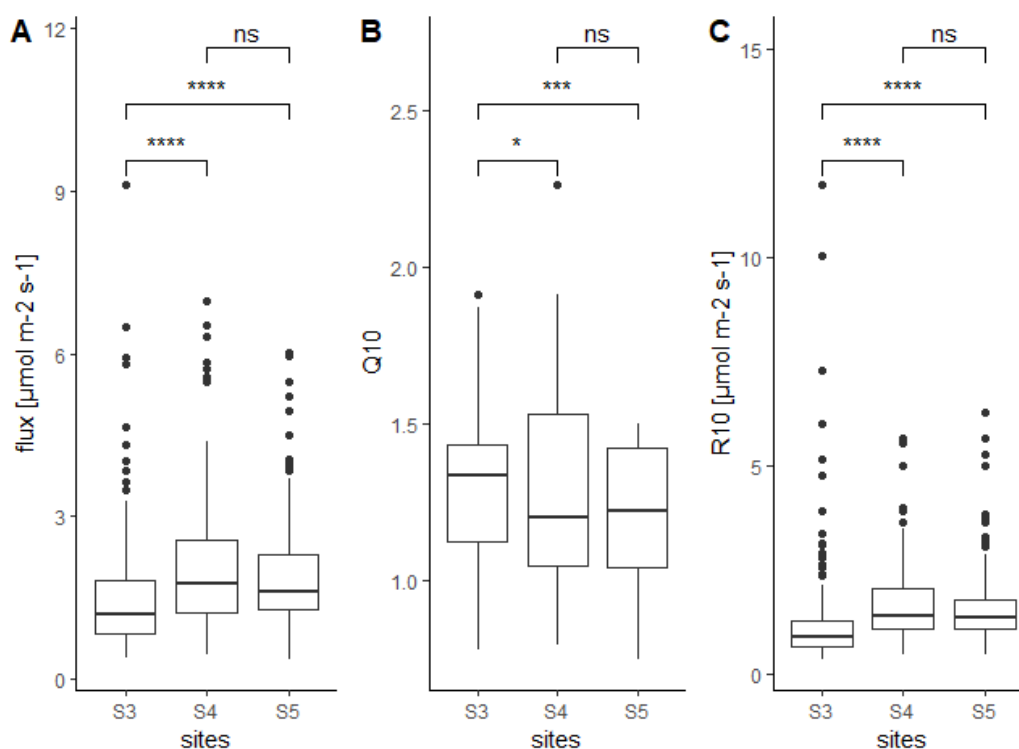 A
12
9
6
3
0
flux [µmol m-2 s-1]
ns
****
****
S3 S4 S5
sites
B
2.5
2.0
1.5
1.0
Q10
ns
***
*
S3 S4 S5
sites
C
15
10
5
0
R10 [µmol m-2 s-1]
ns
****
****
S3 S4 S5
sites